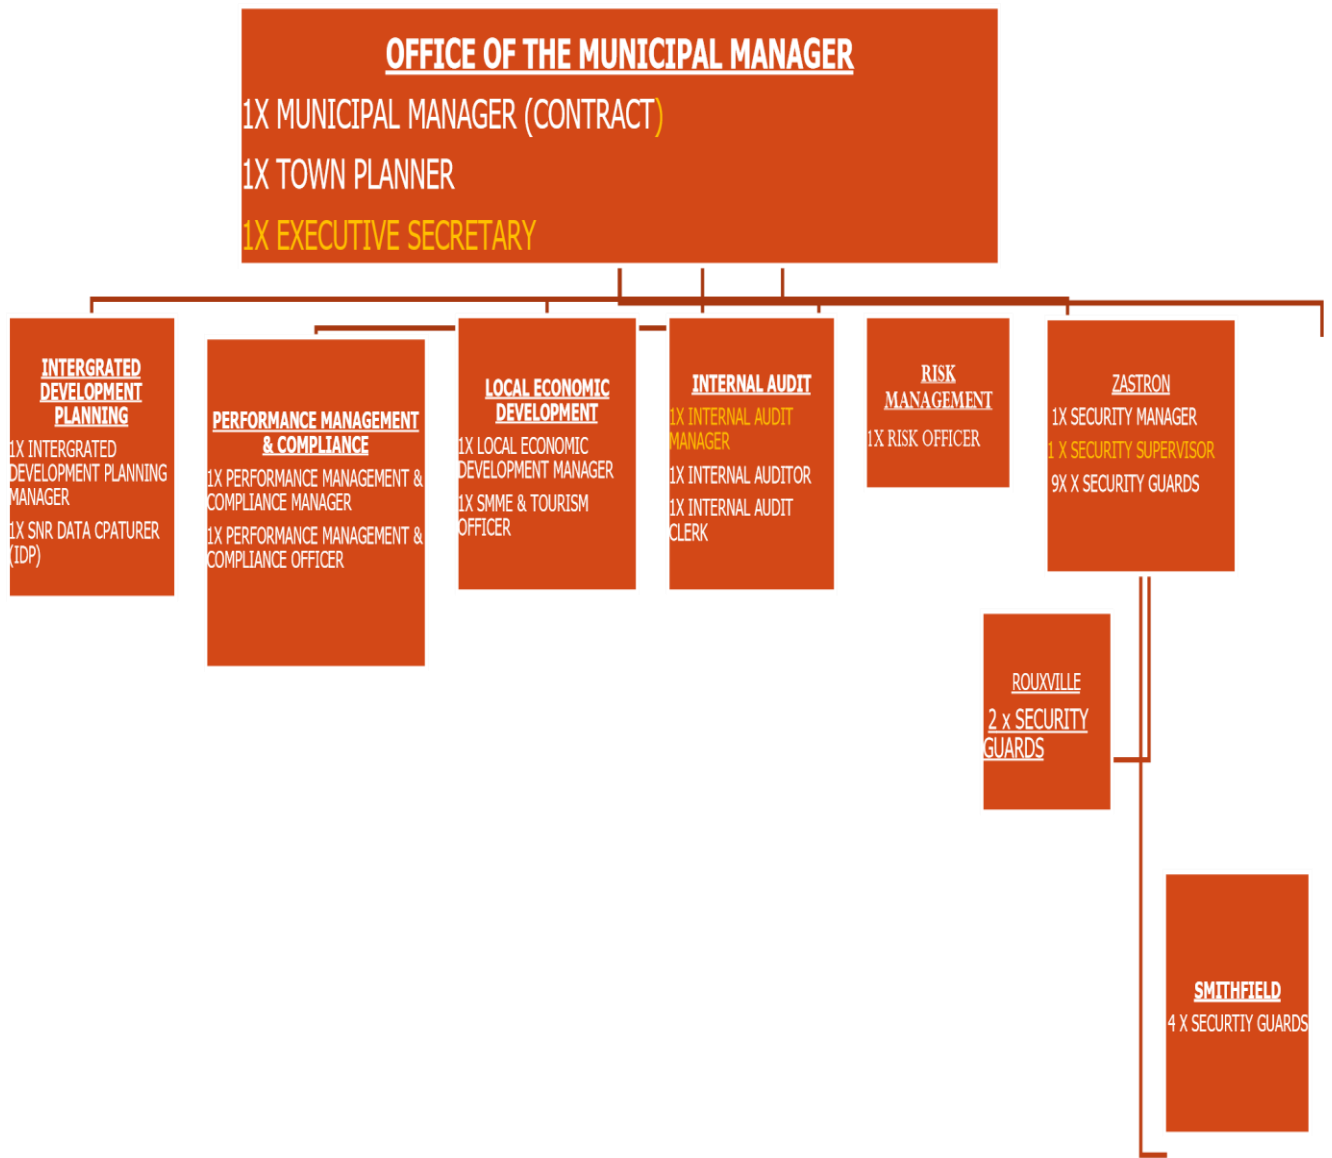 OFFICE OF THE MUNICIPAL MANAGER
1X MUNICIPAL MANAGER (CONTRACT)
1X TOWN PLANNER
1X EXECUTIVE SECRETARY
INTERGRATED
DEVELOPMENT
PLANNING
1X INTERGRATED
DEVELOPMENT PLANNING
MANAGER
1X SNR DATA CPATURER
(IDP)
PERFORMANCE MANAGEMENT
& COMPLIANCE
1X PERFORMANCE MANAGEMENT &
COMPLIANCE MANAGER
1X PERFORMANCE MANAGEMENT &
COMPLIANCE OFFICER
LOCAL ECONOMIC
DEVELOPMENT
1X LOCAL ECONOMIC
DEVELOPMENT MANAGER
1X SMME & TOURISM
OFFICER
INTERNAL AUDIT
1X INTERNAL AUDIT
MANAGER
1X INTERNAL AUDITOR
1X INTERNAL AUDIT
CLERK
RISK
MANAGEMENT
1X RISK OFFICER
ZASTRON
1X SECURITY MANAGER
1 X SECURITY SUPERVISOR
9X X SECURITY GUARDS
ROUXVILLE
2 x SECURITY
GUARDS
SMITHFIELD
4 X SECURTIY GUARDS